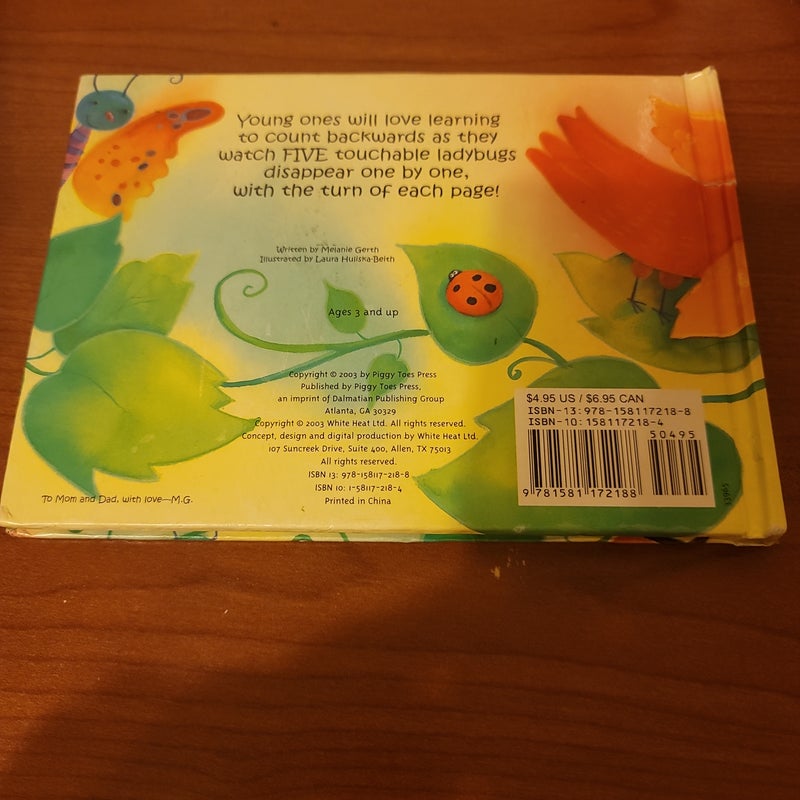 Young ones will love learning
to count backwards as they
watch FIVE touchable ladybugs
disappear one by one,
with the turn of each page!
Written by Melanie Gerth
Illustrated by Laura Huliska-Beith
Ages 3 and up
Copyright © 2003 by Piggy Toes Press
Published by Piggy Toes Press,
an imprint of Dalmatian Publishing Group
Atlanta, GA 30329
Copyright © 2003 White Heat Ltd. All rights reserved.
Concept, design and digital production by White Heat Ltd.
107 Suncreek Drive, Suite 400, Allen, TX 75013
All rights reserved.
ISBN 13: 978-1-58117-218-8
ISBN 10: 1-58117-218-4
Printed in China
To Mom and Dad, with love—M.G.
$4.95 US / $6.95 CAN
ISBN-13: 978-158117218-8
ISBN-10: 158117218-4
50495
9 781581 172188